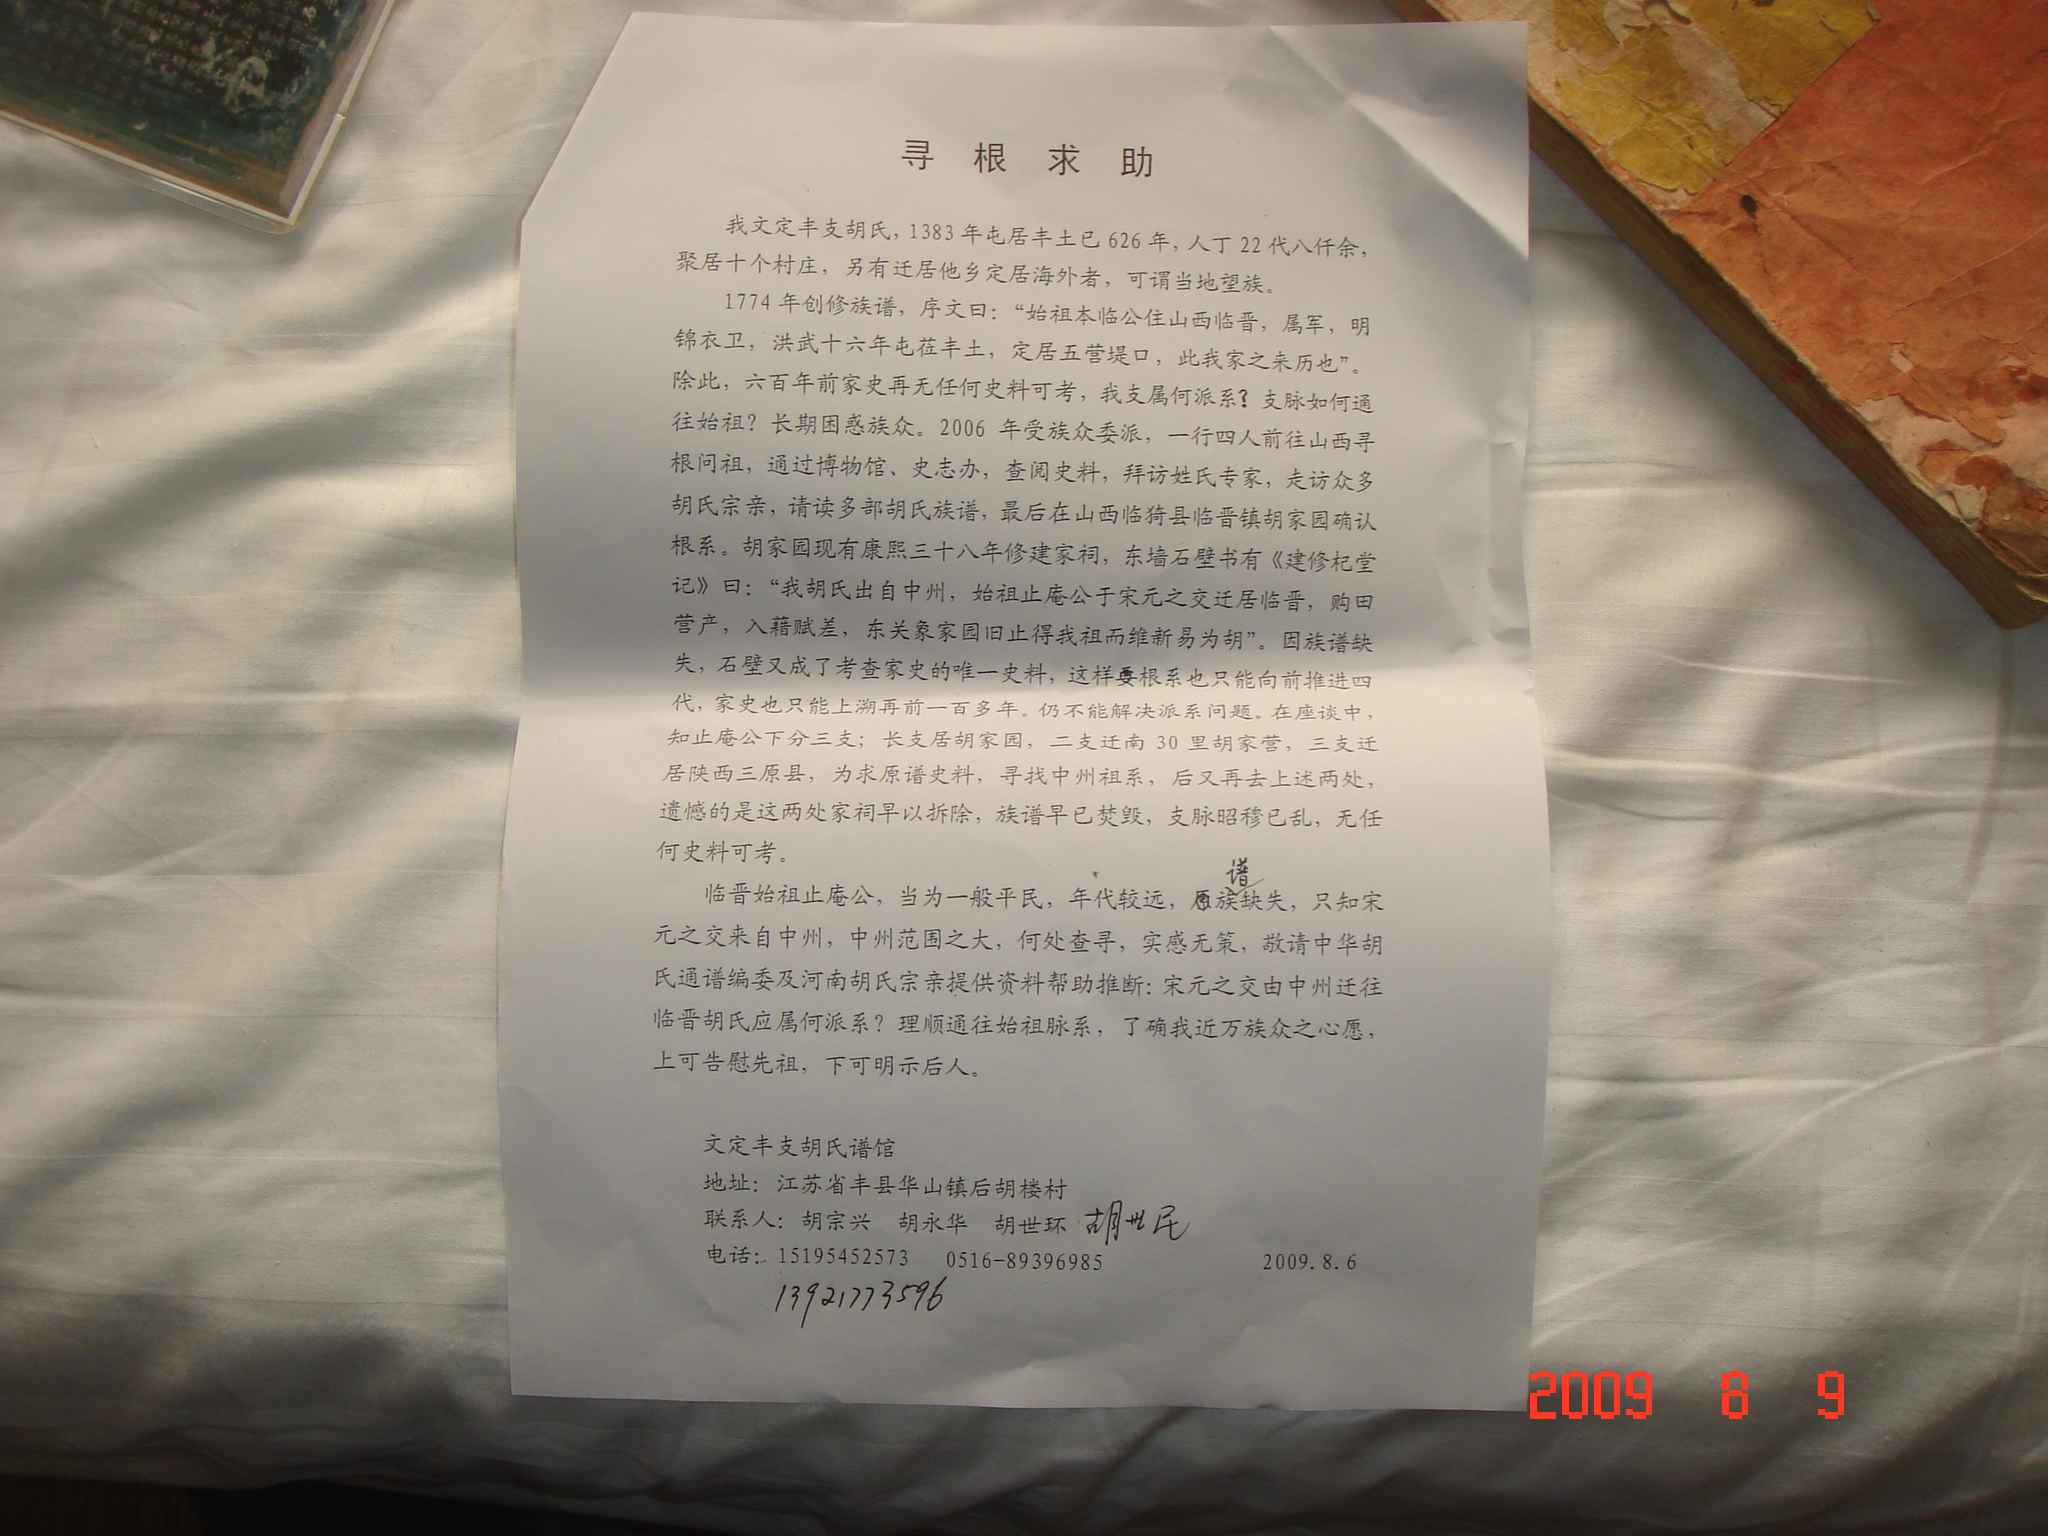 寻根求助
我文定丰支胡氏，1383年屯居丰土已626年，人丁22代八仟余，
聚居十个村庄，另有迁居他乡定居海外者，可谓当地望族。
1774年创修族谱，序文曰：“始祖本临公住山西临晋，属军，明
锦衣卫，洪武十六年屯莅丰土，定居五营堤口，此我家之来历也”。
除此，六百年前家史再无任何史料可考，我支属何派系？支脉如何通
往始祖？长期困惑族众。2006年受族众委派，一行四人前往山西寻
根问祖，通过博物馆、史志办，查阅史料，拜访姓氏专家，走访众多
胡氏宗亲，请读多部胡氏族谱，最后在山西临猗县临晋镇胡家园确认
根系。胡家园现有康熙三十八年修建家祠，东墙石壁书有《建修杞堂
记》曰：“我胡氏出自中州，始祖止庵公于宋元之交迁居临晋，购田
营产，入藉赋差，东关象家园旧止得我祖而维新易为胡”。因族谱缺
失，石壁又成了考查家史的唯一史料，这样要根系也只能向前推进四
代，家史也只能上溯再前一百多年。仍不能解决派系问题。在座谈中，
知止庵公下分三支；长支居胡家园，二支迁南30里胡家营，三支迁
居陕西三原县，为求原谱史料，寻找中州祖系，后又再去上述两处，
遗憾的是这两处家祠早以拆除，族谱早已焚毁，支脉昭穆已乱，无任
何史料可考。
谱
临晋始祖止庵公，当为一般平民，年代较远，原族缺失，只知宋
元之交来自中州，中州范围之大，何处查寻，实感无策，敬请中华胡
氏通谱编委及河南胡氏宗亲提供资料帮助推断：宋元之交由中州迁往
临晋胡氏应属何派系？理顺通往始祖脉系，了确我近万族众之心愿，
上可告慰先祖，下可明示后人。
文定丰支胡氏谱馆
地址：江苏省丰县华山镇后胡楼村
联系人：胡宗兴 胡永华 胡世环 胡世民
电话：15195452573 0516-89396985 2009.8.6
13921773596
2009 8 9